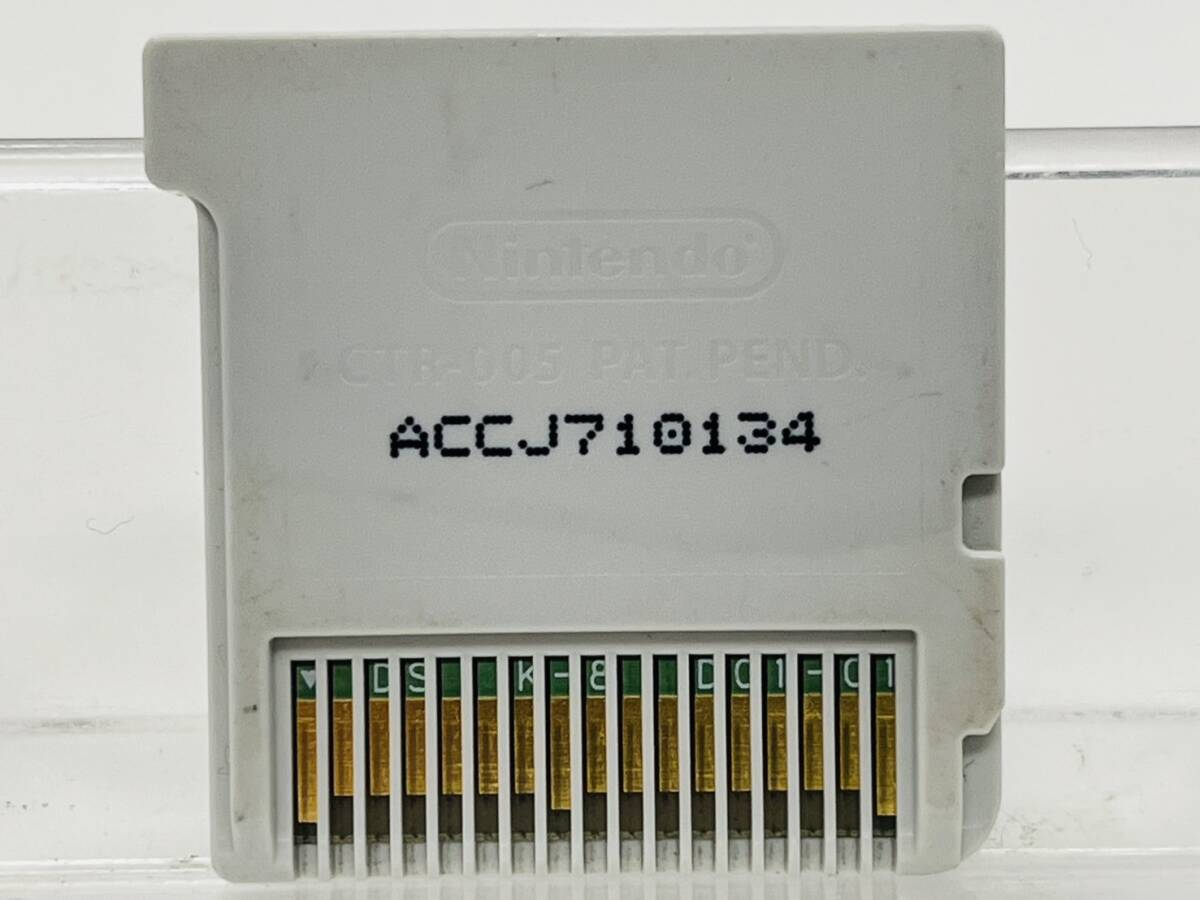 Nintendo
CTR-005 PAT. PEND.
ACCJ710134
DS K-8 D01-01